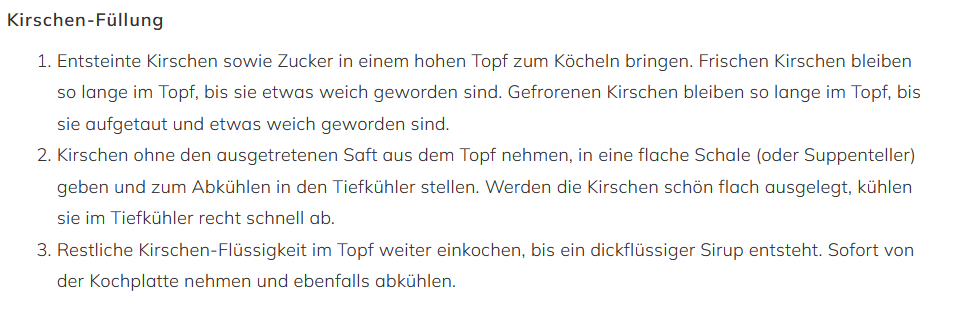 Kirschen-Füllung
1. Entsteinte Kirschen sowie Zucker in einem hohen Topf zum Köcheln bringen. Frischen Kirschen bleiben
so lange im Topf, bis sie etwas weich geworden sind. Gefrorenen Kirschen bleiben so lange im Topf, bis
sie aufgetaut und etwas weich geworden sind.
2. Kirschen ohne den ausgetretenen Saft aus dem Topf nehmen, in eine flache Schale (oder Suppenteller)
geben und zum Abkühlen in den Tiefkühler stellen. Werden die Kirschen schön flach ausgelegt, kühlen
sie im Tiefkühler recht schnell ab.
3. Restliche Kirschen-Flüssigkeit im Topf weiter einkochen, bis ein dickflüssiger Sirup entsteht. Sofort von
der Kochplatte nehmen und ebenfalls abkühlen.